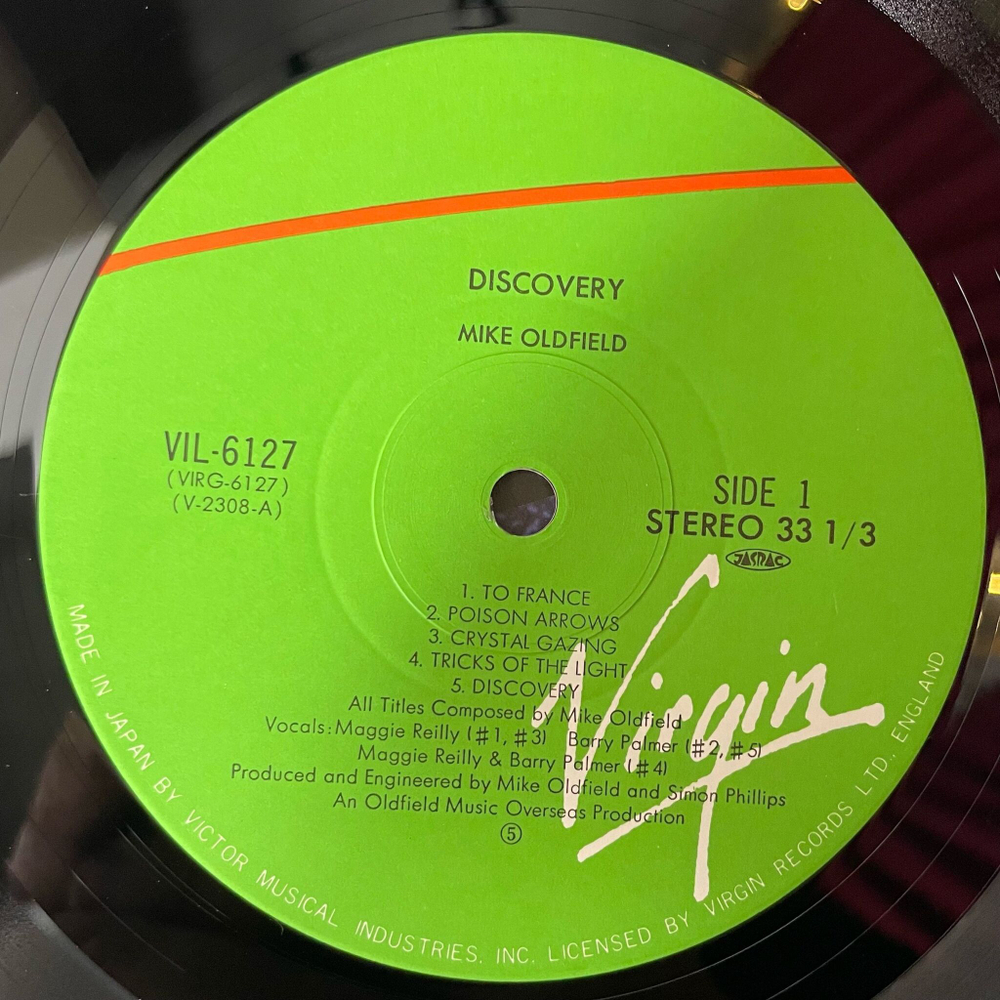 DISCOVERY
MIKE OLDFIELD
VIL-6127
(VIRG-6127)
(V-2308-A)
SIDE 1
STEREO 33 1/3
JASRAC
1. TO FRANCE
2. POISON ARROWS
3. CRYSTAL GAZING
4. TRICKS OF THE LIGHT
5. DISCOVERY
All Titles Composed by Mike Oldfield
Vocals:Maggie Reilly (#1, #3) Barry Palmer (#2, #5)
Maggie Reilly & Barry Palmer (#4)
Produced and Engineered by Mike Oldfield and Simon Phillips
An Oldfield Music Overseas Production
⑤
Virgin
MADE IN JAPAN BY VICTOR MUSICAL INDUSTRIES. INC. LICENSED BY VIRGIN RECORDS LTD., ENGLAND